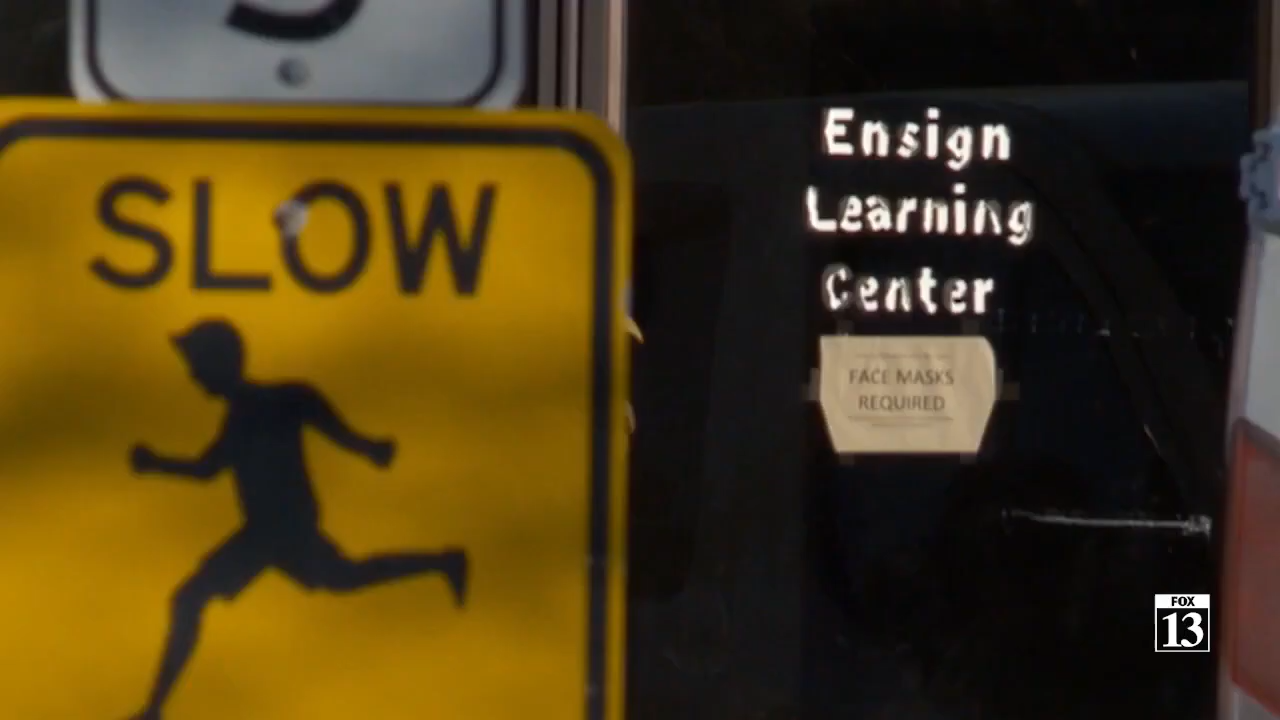 SLOW
Ensign
Learning
Center
FACE MASKS
REQUIRED
FOX
13